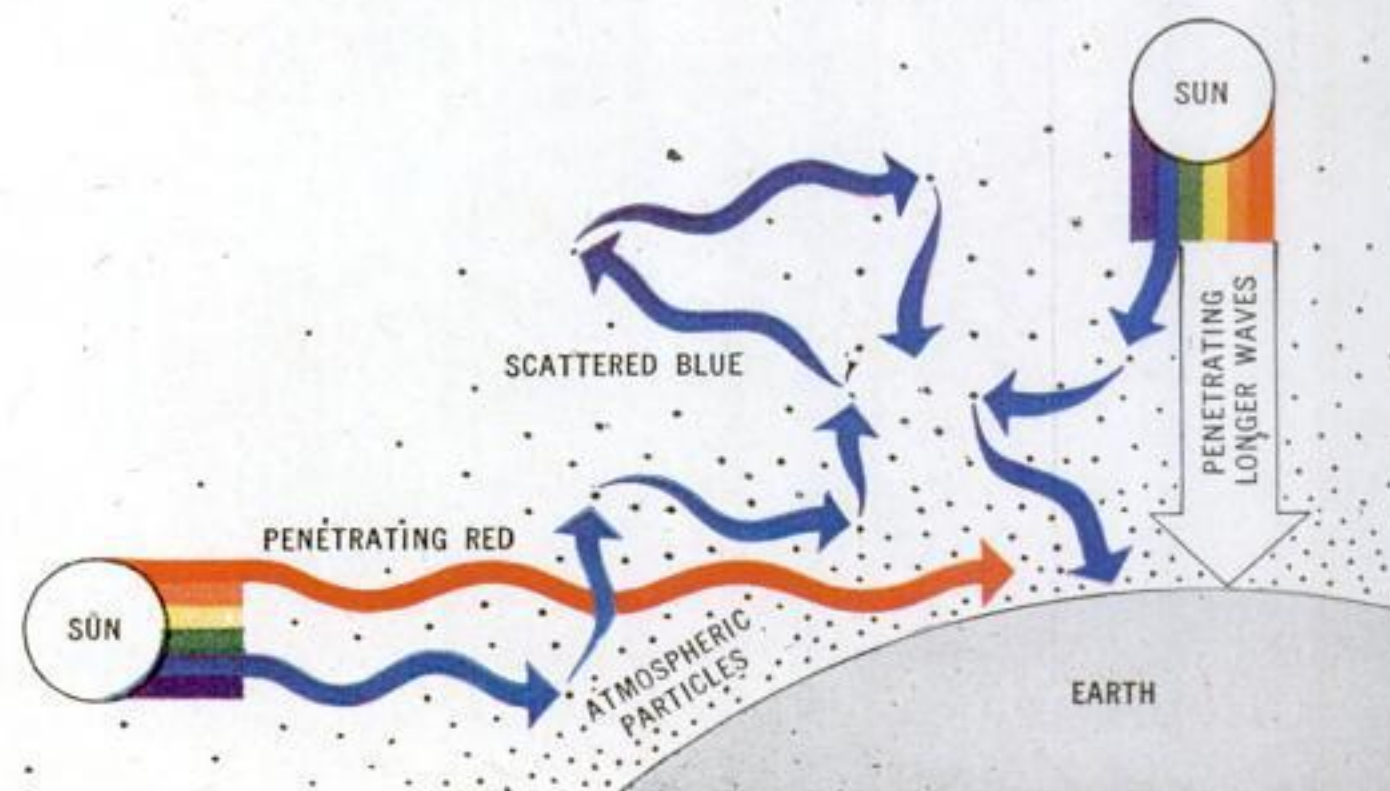 SUN
PENETRATING
LONGER WAVES
SCATTERED BLUE
PENETRATING RED
SUN
ATMOSPHERIC
PARTICLES
EARTH